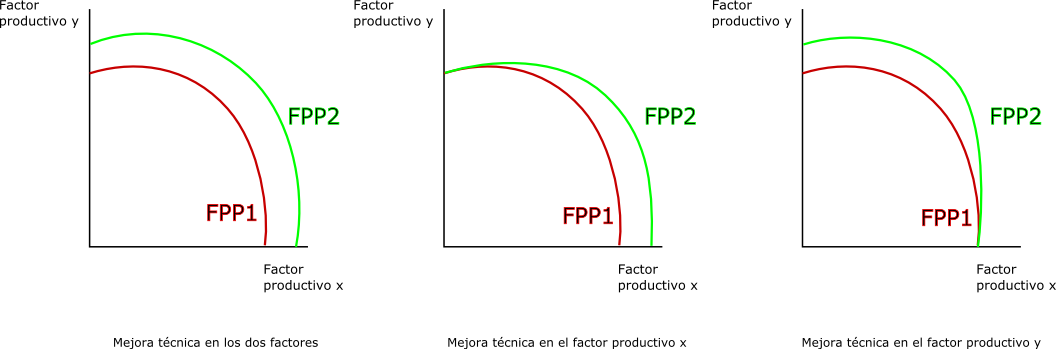 Factor
productivo y
FPP2
FPP1
Factor
productivo x
Mejora técnica en los dos factores
Factor
productivo y
FPP2
FPP1
Factor
productivo x
Mejora técnica en el factor productivo x
Factor
productivo y
FPP2
FPP1
Factor
productivo x
Mejora técnica en el factor productivo y